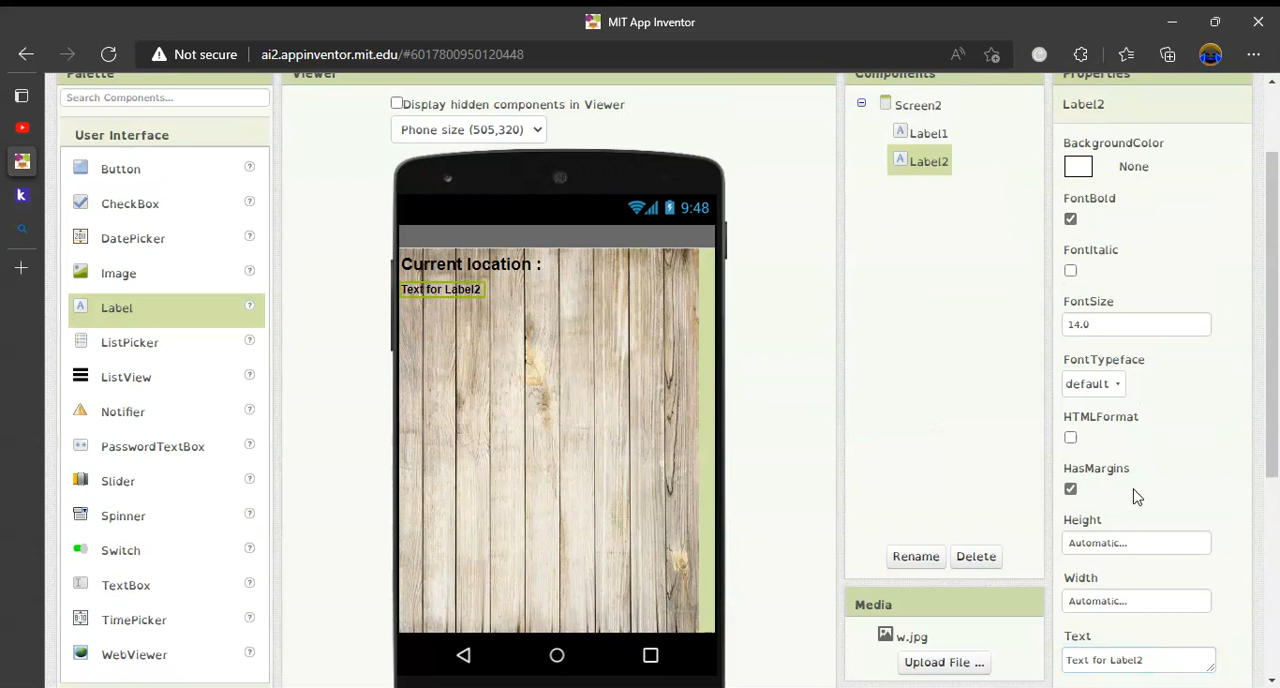 MIT App Inventor
Not secure
ai2.appinventor.mit.edu/#6017800950120448
Palette
Search Components...
User Interface
Button
CheckBox
DatePicker
Image
Label
ListPicker
ListView
Notifier
PasswordTextBox
Slider
Spinner
Switch
TextBox
TimePicker
WebViewer
Viewer
Display hidden components in Viewer
Phone size (505,320)
9:48
Current location :
Text for Label2
Components
Screen2
Label1
Label2
Rename
Delete
Media
w.jpg
Upload File ...
Properties
Label2
BackgroundColor
None
FontBold
FontItalic
FontSize
14.0
FontTypeface
default
HTMLFormat
HasMargins
Height
Automatic...
Width
Automatic...
Text
Text for Label2